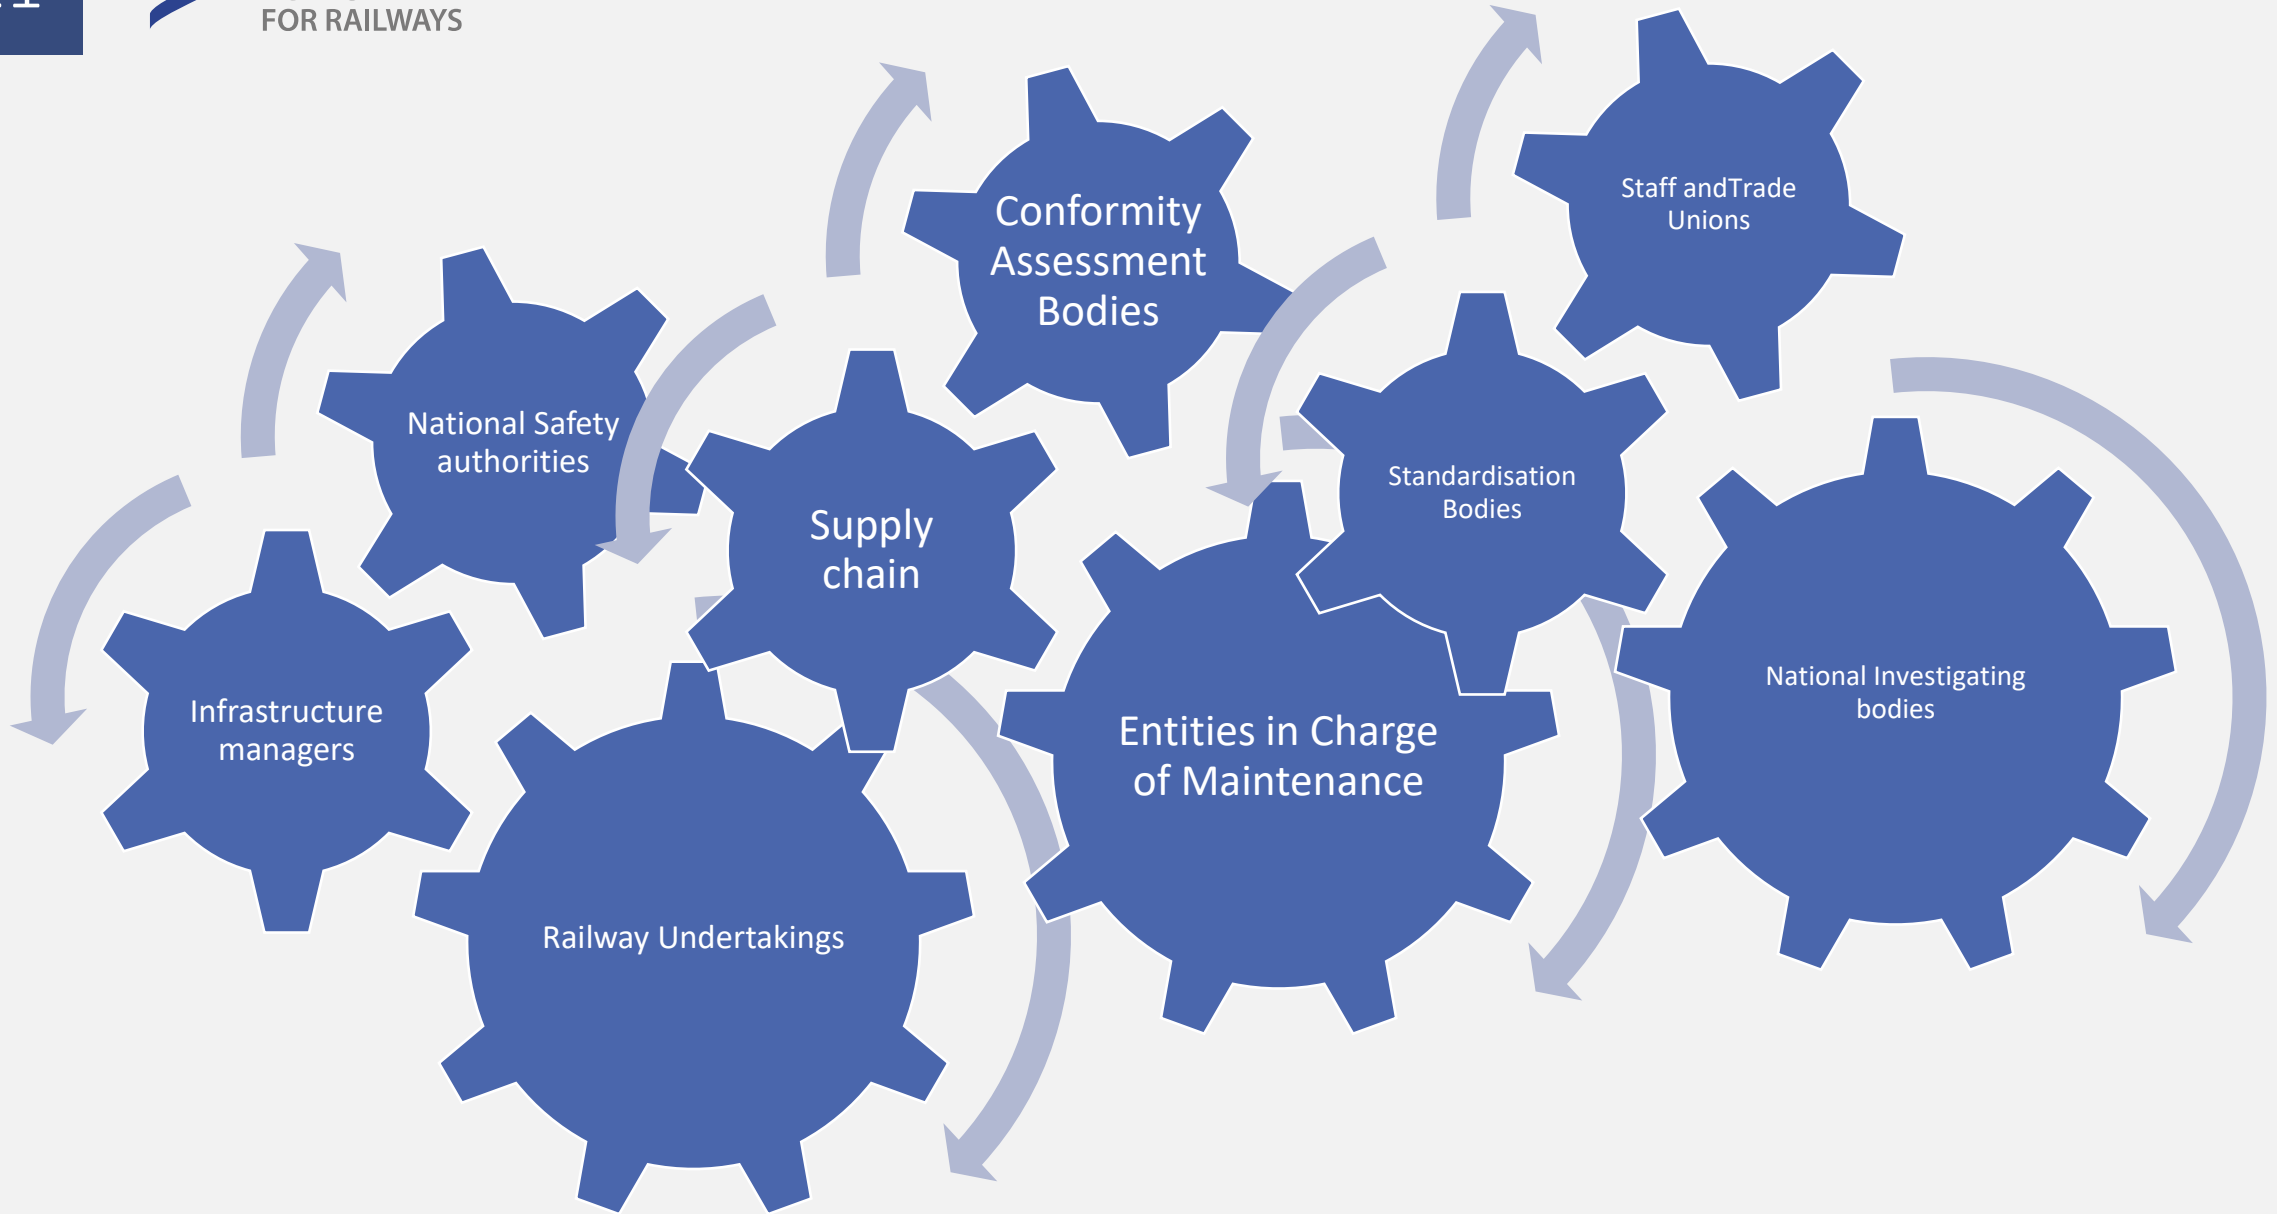 FOR RAILWAYS
Conformity
Assessment
Bodies
Staff andTrade
Unions
National Safety
authorities
Supply
chain
Standardisation
Bodies
Infrastructure
managers
Entities in Charge
of Maintenance
National Investigating
bodies
Railway Undertakings